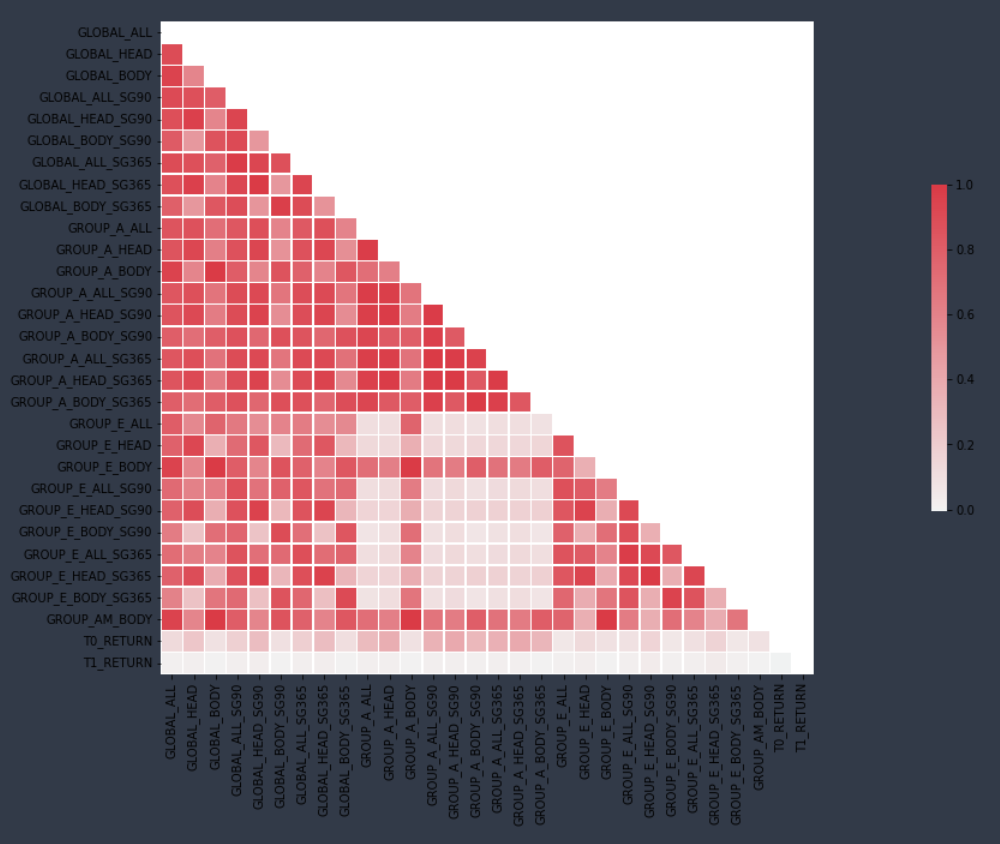 GLOBAL_ALL
GLOBAL_HEAD
GLOBAL_BODY
GLOBAL_ALL_SG90
GLOBAL_HEAD_SG90
GLOBAL_BODY_SG90
GLOBAL_ALL_SG365
GLOBAL_HEAD_SG365
GLOBAL_BODY_SG365
GROUP_A_ALL
GROUP_A_HEAD
GROUP_A_BODY
GROUP_A_ALL_SG90
GROUP_A_HEAD_SG90
GROUP_A_BODY_SG90
GROUP_A_ALL_SG365
GROUP_A_HEAD_SG365
GROUP_A_BODY_SG365
GROUP_E_ALL
GROUP_E_HEAD
GROUP_E_BODY
GROUP_E_ALL_SG90
GROUP_E_HEAD_SG90
GROUP_E_BODY_SG90
GROUP_E_ALL_SG365
GROUP_E_HEAD_SG365
GROUP_E_BODY_SG365
GROUP_AM_BODY
T0_RETURN
T1_RETURN
GLOBAL_ALL
GLOBAL_HEAD
GLOBAL_BODY
GLOBAL_ALL_SG90
GLOBAL_HEAD_SG90
GLOBAL_BODY_SG90
GLOBAL_ALL_SG365
GLOBAL_HEAD_SG365
GLOBAL_BODY_SG365
GROUP_A_ALL
GROUP_A_HEAD
GROUP_A_BODY
GROUP_A_ALL_SG90
GROUP_A_HEAD_SG90
GROUP_A_BODY_SG90
GROUP_A_ALL_SG365
GROUP_A_HEAD_SG365
GROUP_A_BODY_SG365
GROUP_E_ALL
GROUP_E_HEAD
GROUP_E_BODY
GROUP_E_ALL_SG90
GROUP_E_HEAD_SG90
GROUP_E_BODY_SG90
GROUP_E_ALL_SG365
GROUP_E_HEAD_SG365
GROUP_E_BODY_SG365
GROUP_AM_BODY
T0_RETURN
T1_RETURN
1.0
0.8
0.6
0.4
0.2
0.0